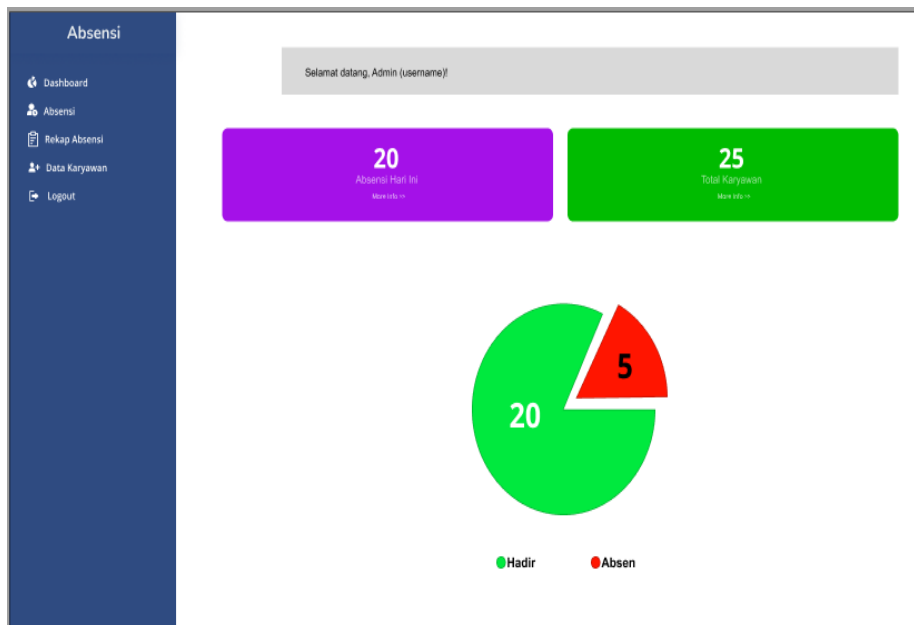 Absensi
Dashboard
Absensi
Rekap Absensi
Data Karyawan
Logout
Selamat datang, Admin (username)!
20
Absensi Hari Ini
More Info >>
25
Total Karyawan
More Info >>
5
20
Hadir
Absen